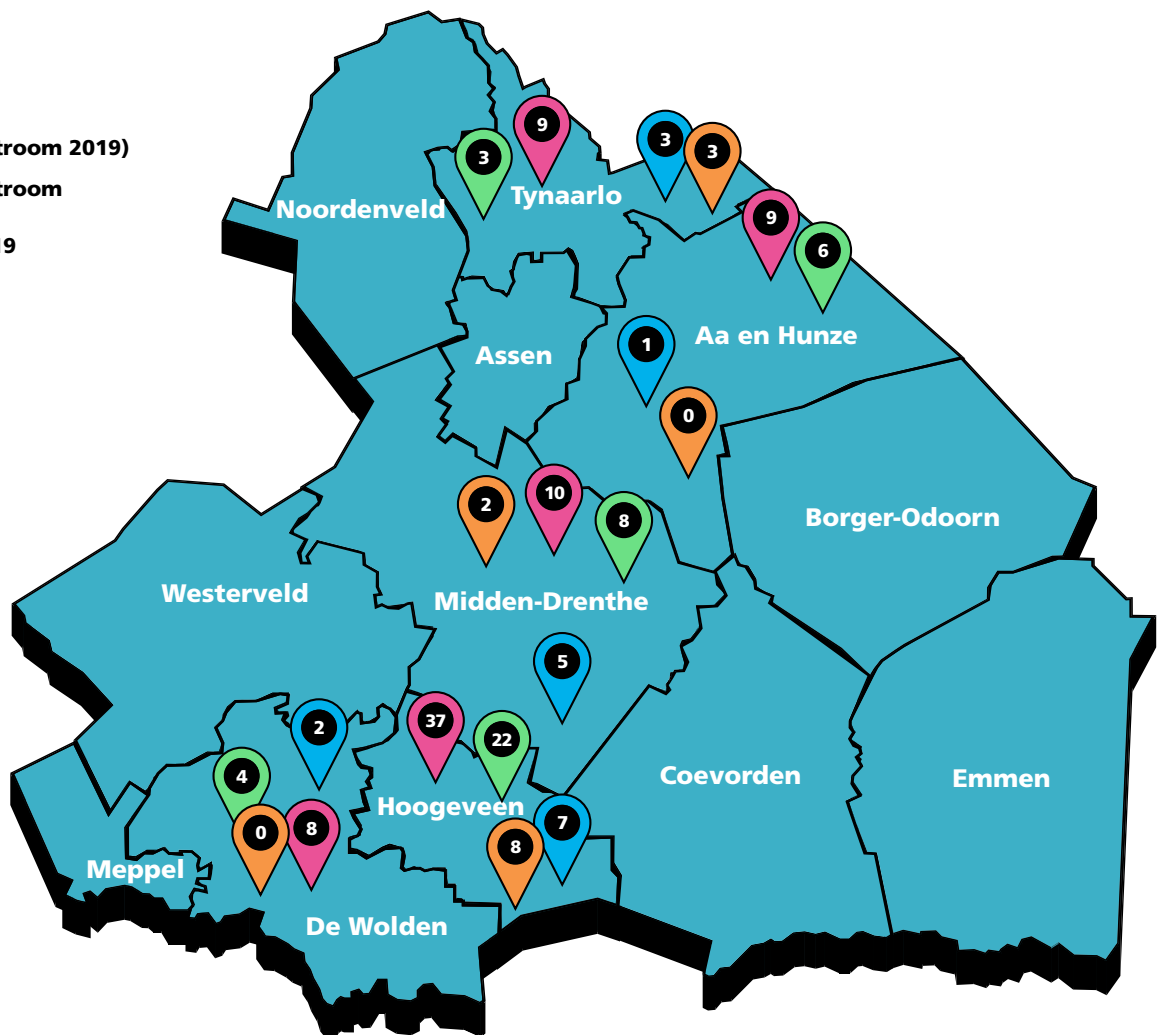 troom 2019)
troom
19
9
3
3
3
Tynaarlo
Noordenveld
9
6
Aa en Hunze
1
Assen
0
2
10
8
Borger-Odoorn
Westerveld
Midden-Drenthe
5
37
2
22
4
Coevorden
Emmen
Hoogeveen
0
8
8
7
Meppel
De Wolden